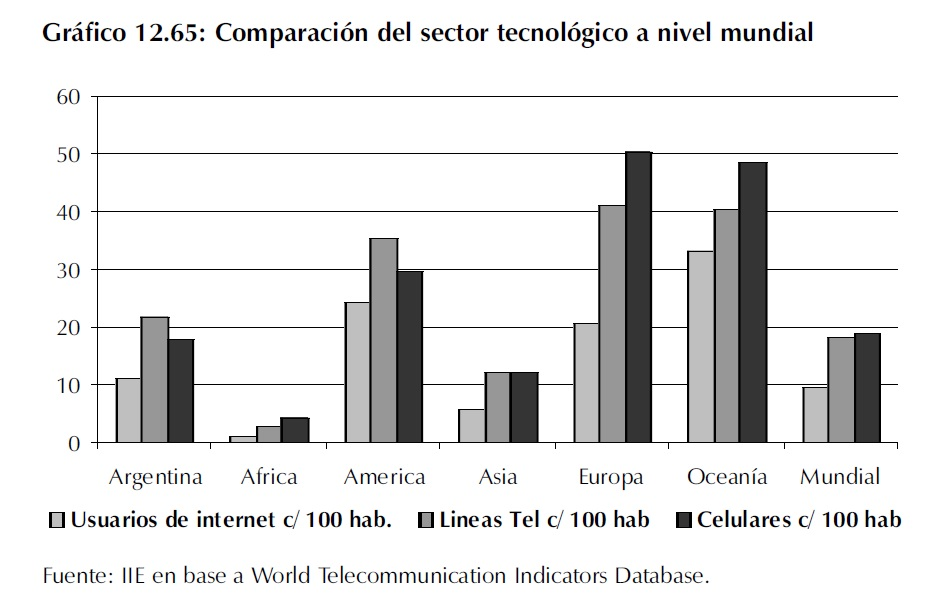 Gráfico 12.65: Comparación del sector tecnológico a nivel mundial
60
50
40
30
20
10
0
Argentina Africa America Asia Europa Oceanía Mundial
Usuarios de internet c/ 100 hab. Lineas Tel c/ 100 hab Celulares c/ 100 hab
Fuente: IIE en base a World Telecommunication Indicators Database.